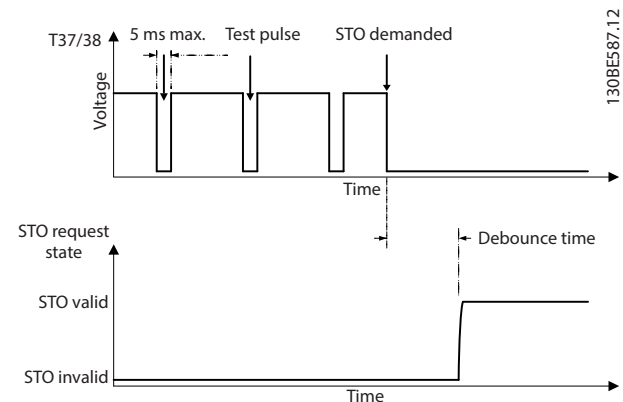 T37/38
5 ms max.
Test pulse
STO demanded
130BE587.12
Voltage
Time
STO request
state
Debounce time
STO valid
STO invalid
Time